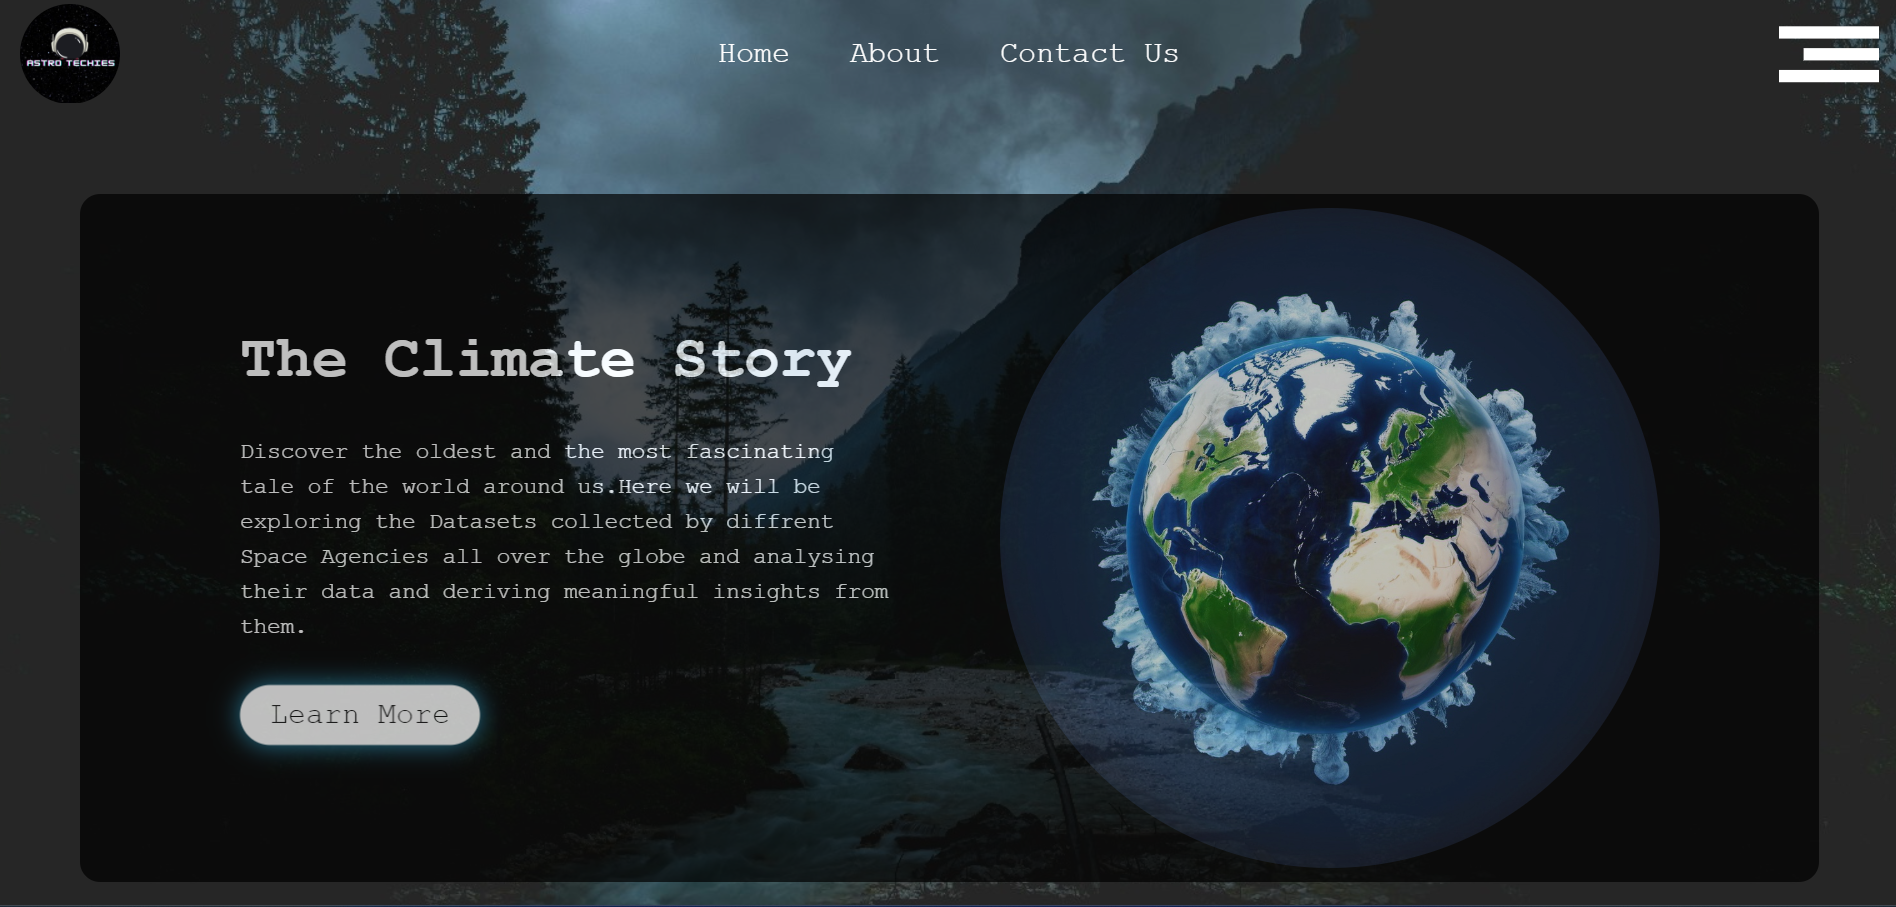 ASTRO TECHIES
Home About Contact Us
The Climate Story
Discover the oldest and the most fascinating
tale of the world around us.Here we will be
exploring the Datasets collected by diffrent
Space Agencies all over the globe and analysing
their data and deriving meaningful insights from
them.
Learn More